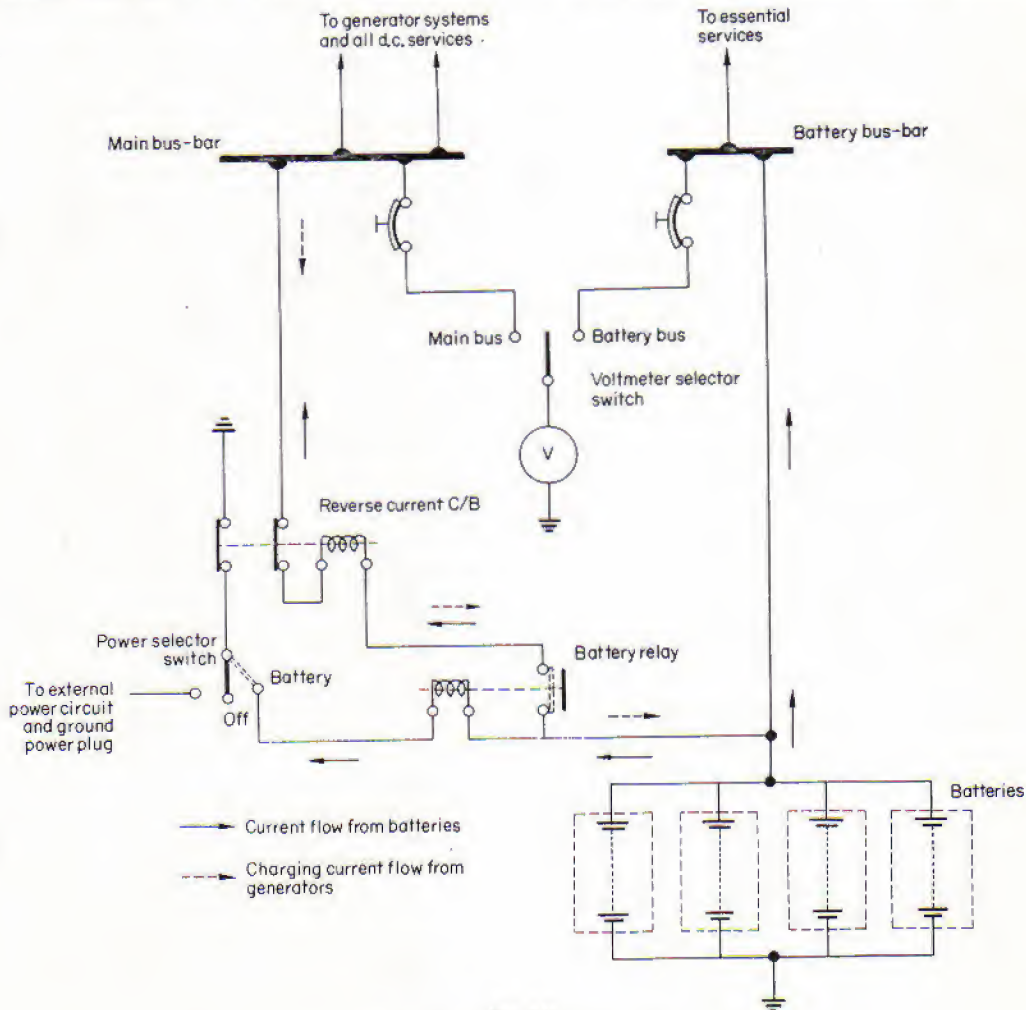 To generator systems
and all d.c. services
To essential
services
Main bus-bar
Battery bus-bar
Main bus
Battery bus
Voltmeter selector
switch
V
Reverse current C/B
Power selector
switch
Battery
Battery relay
To external
power circuit
and ground
power plug
Off
Batteries
Current flow from batteries
Charging current flow from
generators